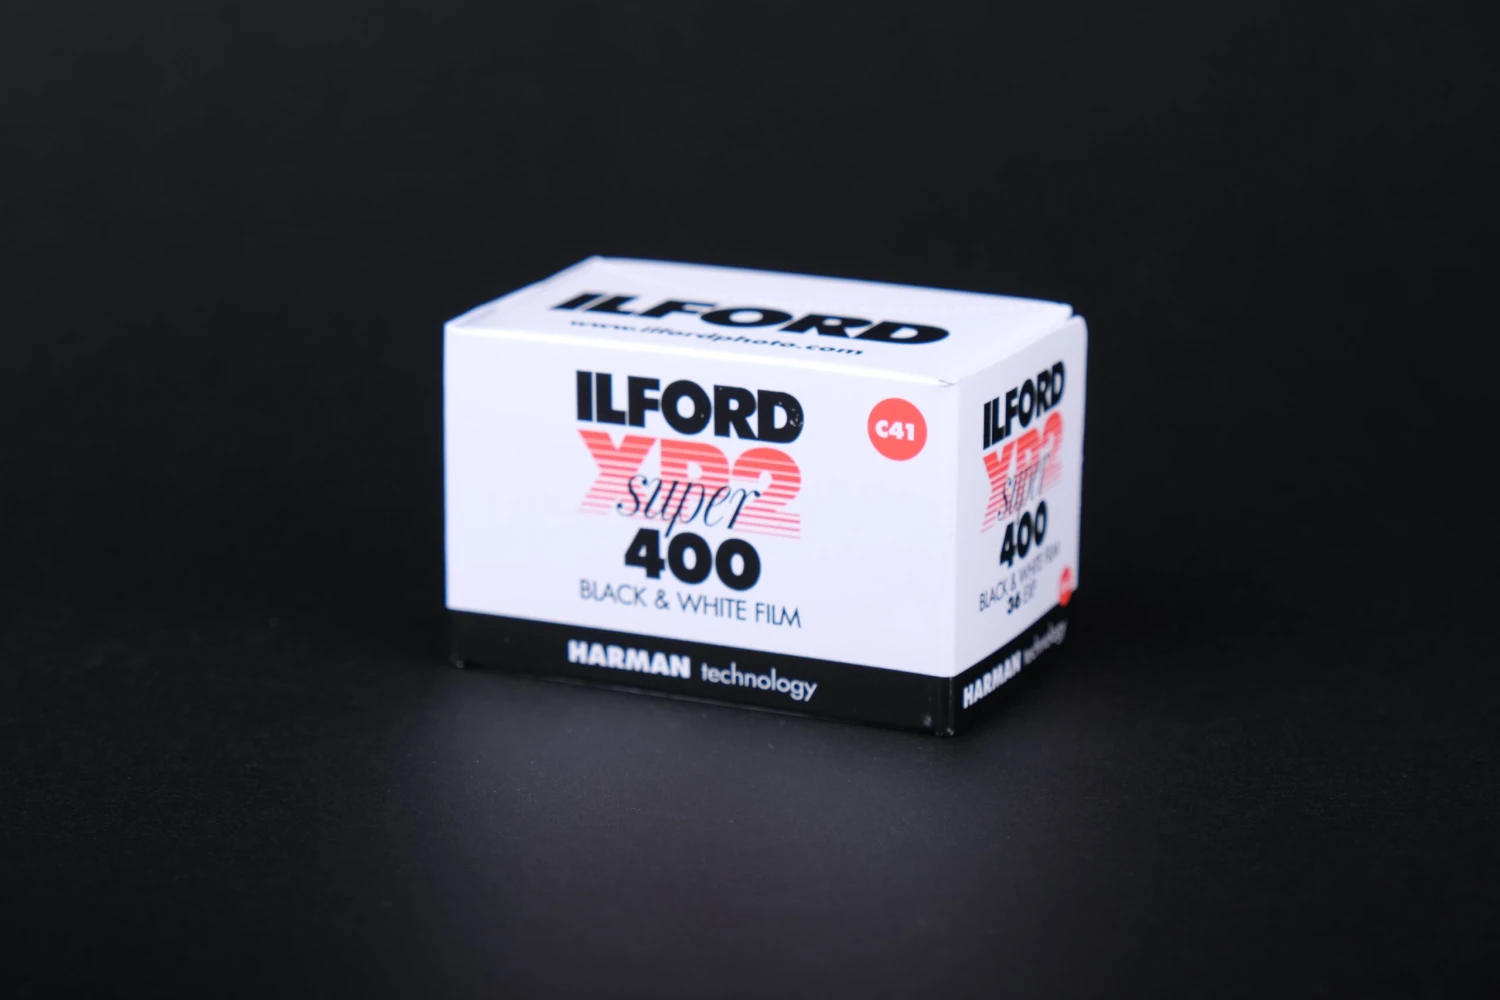 ILFORD
www.ilfordphoto.com
ILFORD
XP2
super
400
BLACK & WHITE FILM
C41
HARMAN technology
ILFORD
XP2
super
400
BLACK & WHITE FILM
36 EXP
HARMAN technology